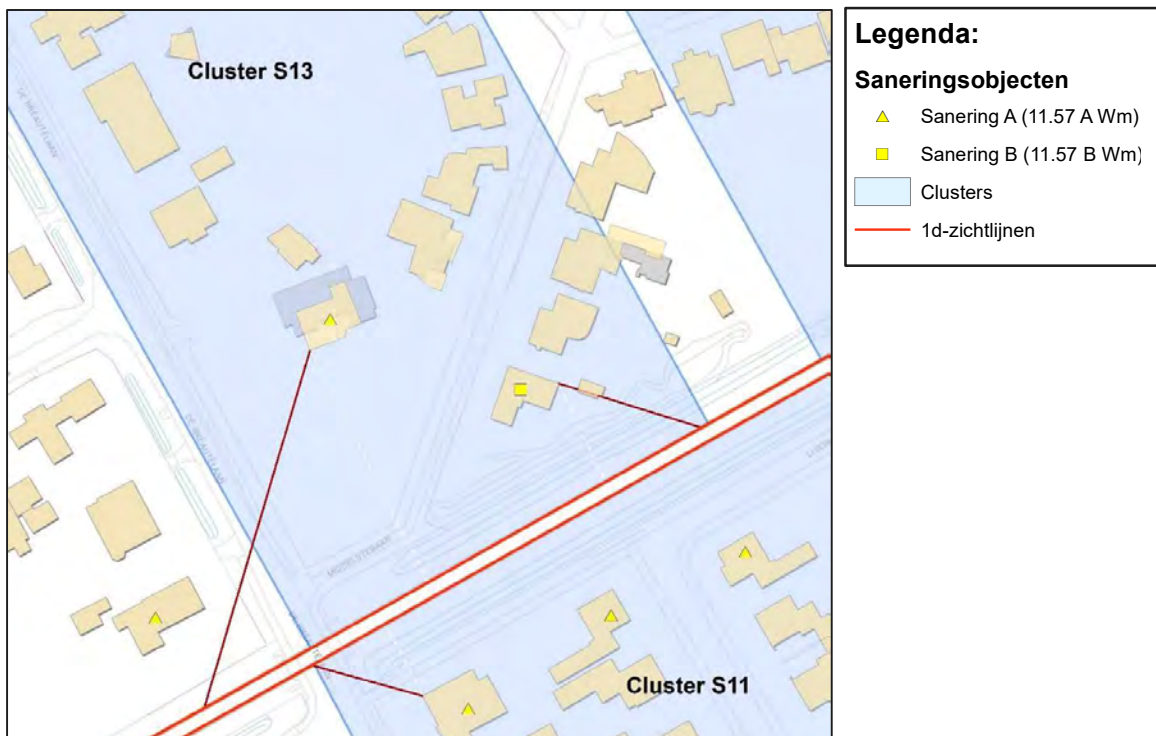 Cluster S13
Cluster S11
Legenda:
Saneringsobjecten
Sanering A (11.57 A Wm)
Sanering B (11.57 B Wm)
Clusters
1d-zichtlijnen